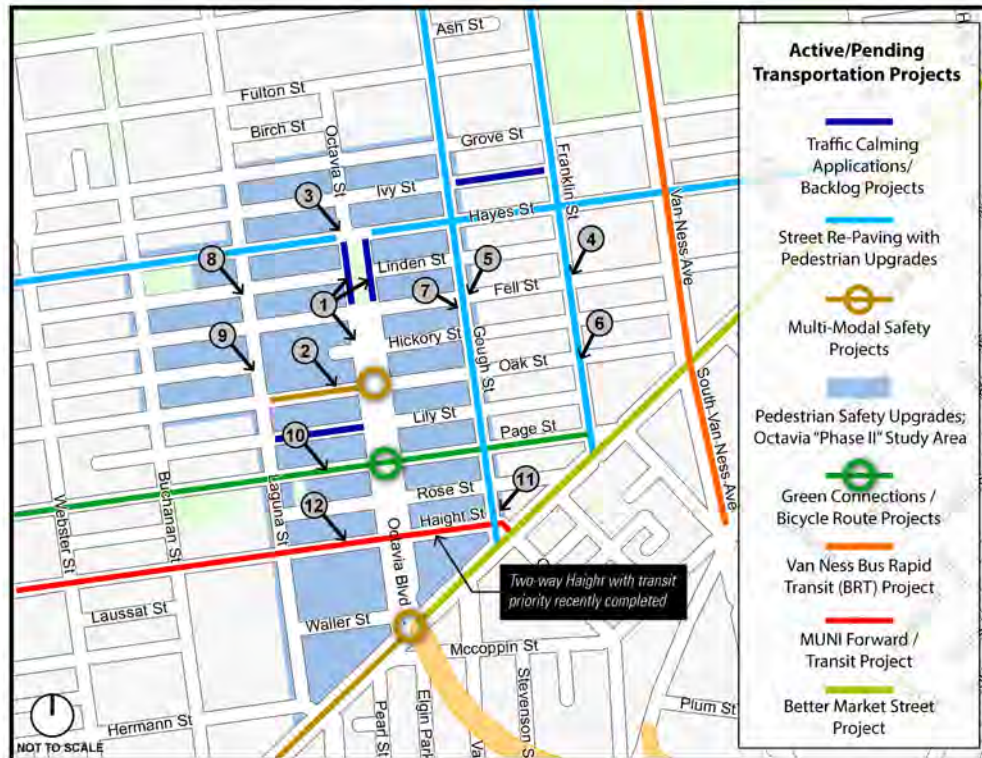 Ash St
Fulton St
Birch St
Octavia St
Grove St
Franklin St
Ivy St
Hayes St
Van Ness Ave
3
8
Linden St
4
5
1
7
Fell St
9
Hickory St
6
2
Gough St
Oak St
Lily St
10
Page St
South Van Ness Ave
Rose St
11
Webster St
Buchanan St
Laguna St
12
Haight St
Octavia Blvd
Two-way Haight with transit
priority recently completed
Laussat St
Waller St
Mccoppin St
Hermann St
Pearl St
Elgin Park
Stevenson S
Plum St
NOT TO SCALE
Active/Pending
Transportation Projects
Traffic Calming
Applications/
Backlog Projects
Street Re-Paving with
Pedestrian Upgrades
Multi-Modal Safety
Projects
Pedestrian Safety Upgrades;
Octavia "Phase II" Study Area
Green Connections /
Bicycle Route Projects
Van Ness Bus Rapid
Transit (BRT) Project
MUNI Forward /
Transit Project
Better Market Street
Project